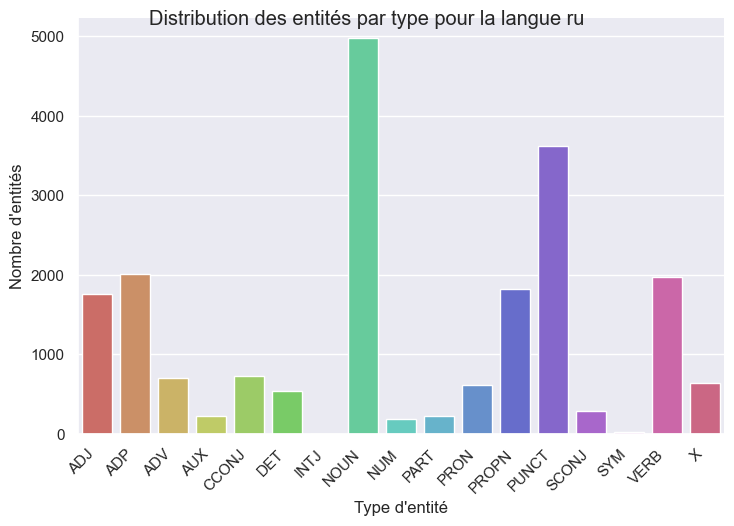 Distribution des entités par type pour la langue ru
5000
4000
3000
2000
1000
0
Nombre d'entités
ADJ
ADP
ADV
AUX
CCONJ
DET
INTJ
NOUN
NUM
PART
PRON
PROPN
PUNCT
SCONJ
SYM
VERB
X
Type d'entité